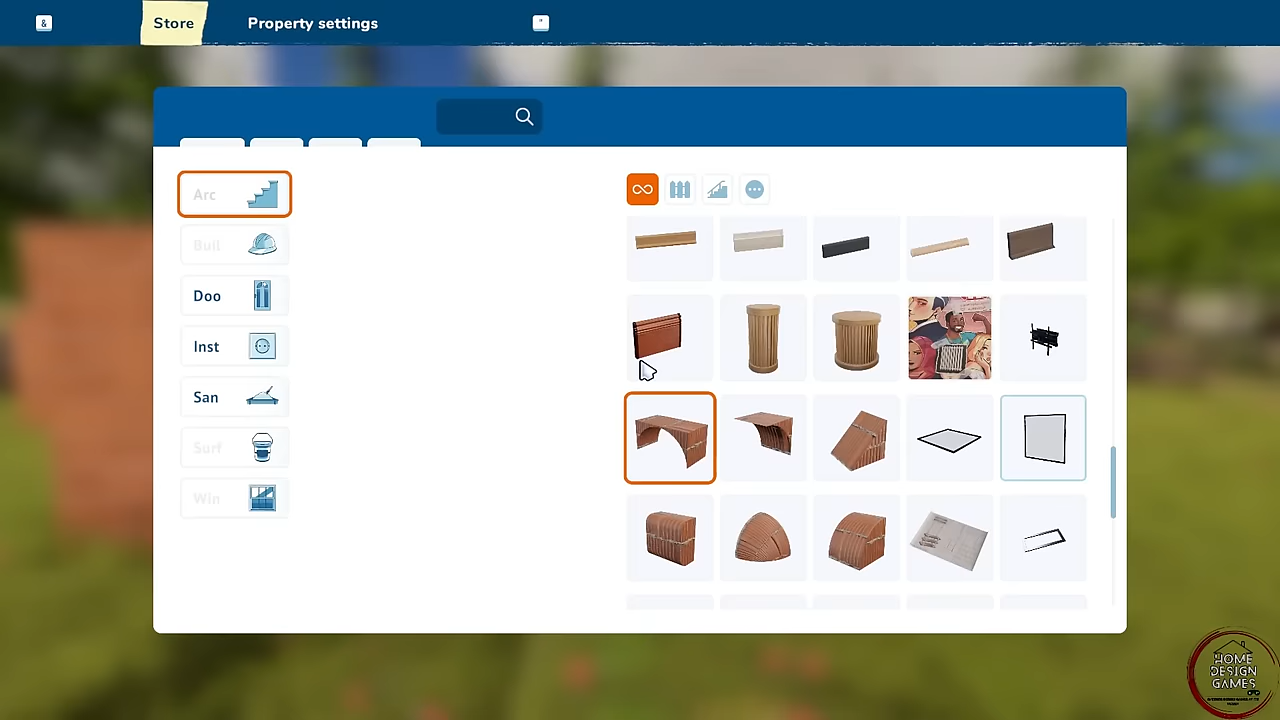 &
Store
Property settings
"
Arc
Buil
Doo
Inst
San
Surf
Win
HOME
DESIGN
GAMES